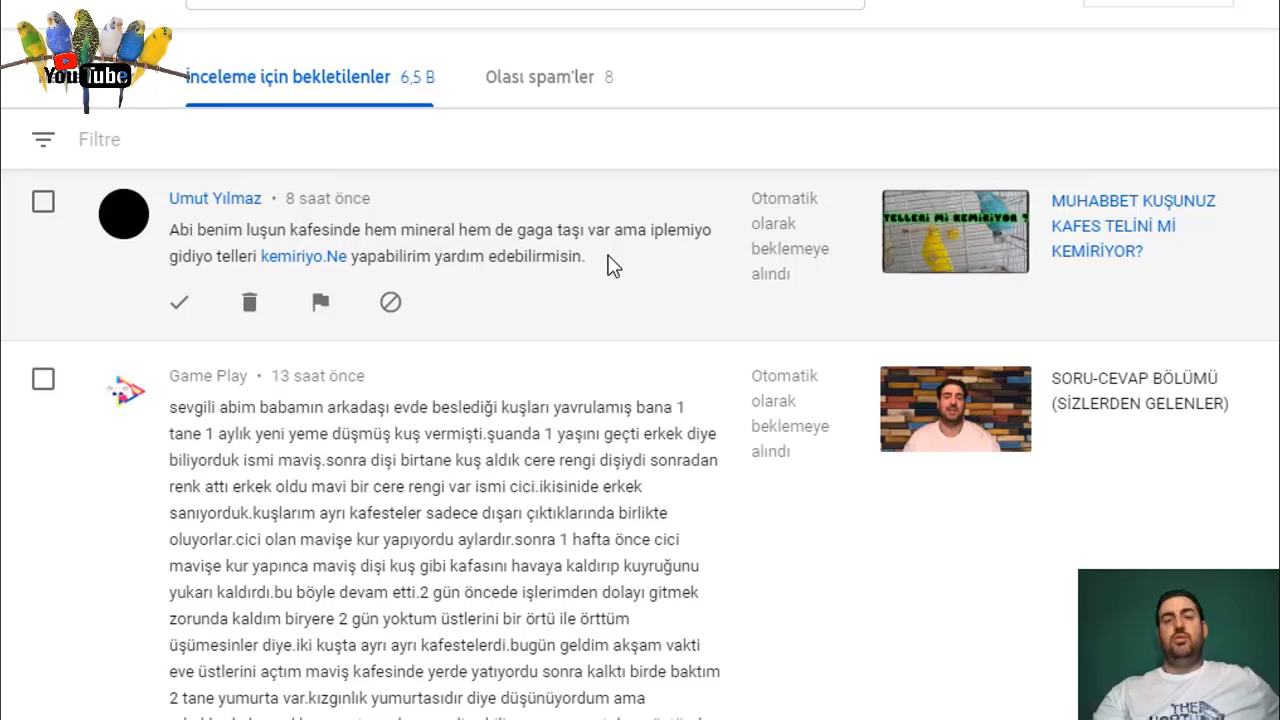 YouTube
İnceleme için bekletilenler 6,5 B
Olası spam'ler 8
Filtre
Umut Yılmaz • 8 saat önce
Abi benim luşun kafesinde hem mineral hem de gaga taşı var ama iplemiyo
gidiyo telleri kemiriyo.Ne yapabilirim yardım edebilirmisin.
Otomatik
olarak
beklemeye
alındı
TELLERİ Mİ KEMİRİYOR ?
MUHABBET KUŞUNUZ
KAFES TELİNİ Mİ
KEMİRİYOR?
Game Play • 13 saat önce
sevgili abim babamın arkadaşı evde beslediği kuşları yavrulamış bana 1
tane 1 aylık yeni yeme düşmüş kuş vermişti.şuanda 1 yaşını geçti erkek diye
biliyorduk ismi maviş.sonra dişi birtane kuş aldık cere rengi dişiydi sonradan
renk attı erkek oldu mavi bir cere rengi var ismi cici.ikisinide erkek
sanıyorduk.kuşlarım ayrı kafesteler sadece dışarı çıktıklarında birlikte
oluyorlar.cici olan mavişe kur yapıyordu aylardır.sonra 1 hafta önce cici
mavişe kur yapınca maviş dişi kuş gibi kafasını havaya kaldırıp kuyruğunu
yukarı kaldırdı.bu böyle devam etti.2 gün öncede işlerimden dolayı gitmek
zorunda kaldım biryere 2 gün yoktum üstlerini bir örtü ile örttüm
üşümesinler diye.iki kuşta ayrı ayrı kafestelerdi.bugün geldim akşam vakti
eve üstlerini açtım maviş kafesinde yerde yatıyordu sonra kalktı birde baktım
2 tane yumurta var.kızgınlık yumurtasıdır diye düşünüyordum ama
Otomatik
olarak
beklemeye
alındı
SORU-CEVAP BÖLÜMÜ
(SİZLERDEN GELENLER)
THE
NORTH